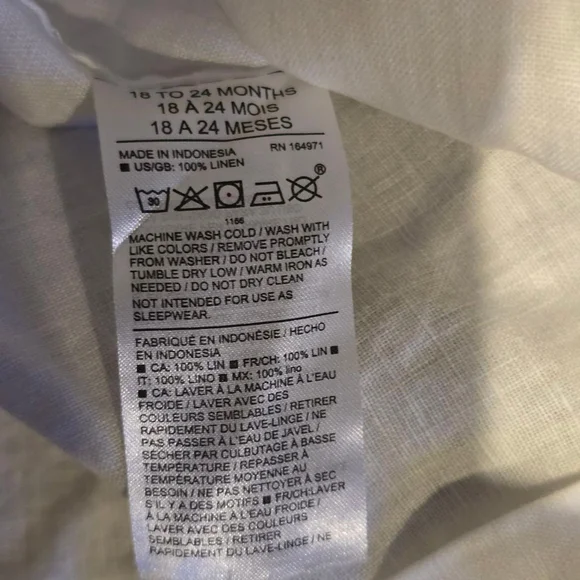 18 TO 24 MONTHS
18 À 24 MOIS
18 A 24 MESES
MADE IN INDONESIA RN 164971
■ US/GB: 100% LINEN
30 ®
1166
MACHINE WASH COLD / WASH WITH
LIKE COLORS / REMOVE PROMPTLY
FROM WASHER / DO NOT BLEACH /
TUMBLE DRY LOW / WARM IRON AS
NEEDED / DO NOT DRY CLEAN
NOT INTENDED FOR USE AS
SLEEPWEAR.
FABRIQUÉ EN INDONÉSIE / HECHO
EN INDONESIA
■ CA: 100% LIN ■ FR/CH: 100% LIN ■
IT: 100% LINO ■ MX: 100% lino
■ CA: LAVER À LA MACHINE À L'EAU
FROIDE / LAVER AVEC DES
COULEURS SEMBLABLES / RETIRER
RAPIDEMENT DU LAVE-LINGE / NE
PAS PASSER À L'EAU DE JAVEL /
SÉCHER PAR CULBUTAGE À BASSE
TEMPÉRATURE / REPASSER À
TEMPÉRATURE MOYENNE AU
BESOIN / NE PAS NETTOYER À SEC
S'IL Y A DES MOTIFS ■ FR/CH:LAVER
À LA MACHINE À L'EAU FROIDE /
LAVER AVEC DES COULEURS
SEMBLABLES / RETIRER
RAPIDEMENT DU LAVE-LINGE / NE